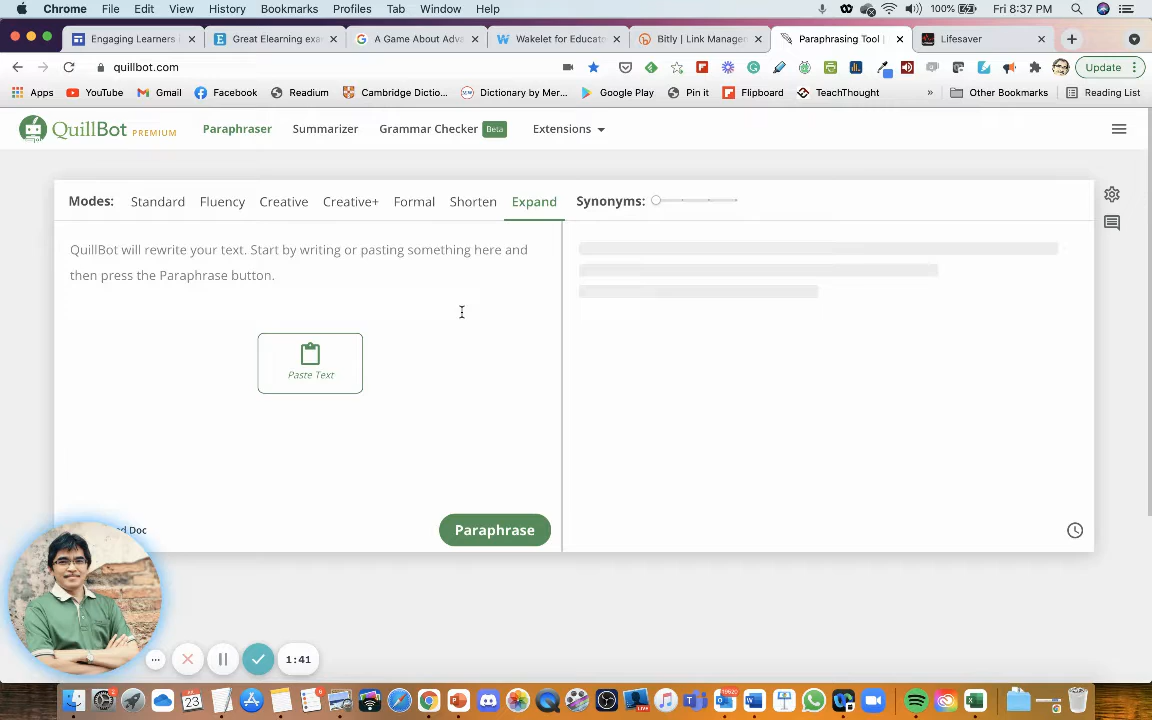 Chrome File Edit View History Bookmarks Profiles Tab Window Help 100% Fri 8:37 PM
Engaging Learners Great Elearning exa A Game About Adva Wakelet for Educato Bitly | Link Manage Paraphrasing Tool | Lifesaver
quillbot.com Update
Apps YouTube Gmail Facebook Readium Cambridge Dictio... Dictionary by Mer... Google Play Pin it Flipboard TeachThought » Other Bookmarks Reading List
QuillBot PREMIUM Paraphraser Summarizer Grammar Checker Beta Extensions
Modes: Standard Fluency Creative Creative+ Formal Shorten Expand Synonyms:
QuillBot will rewrite your text. Start by writing or pasting something here and
then press the Paraphrase button.
Paste Text
d Doc Paraphrase
1:41